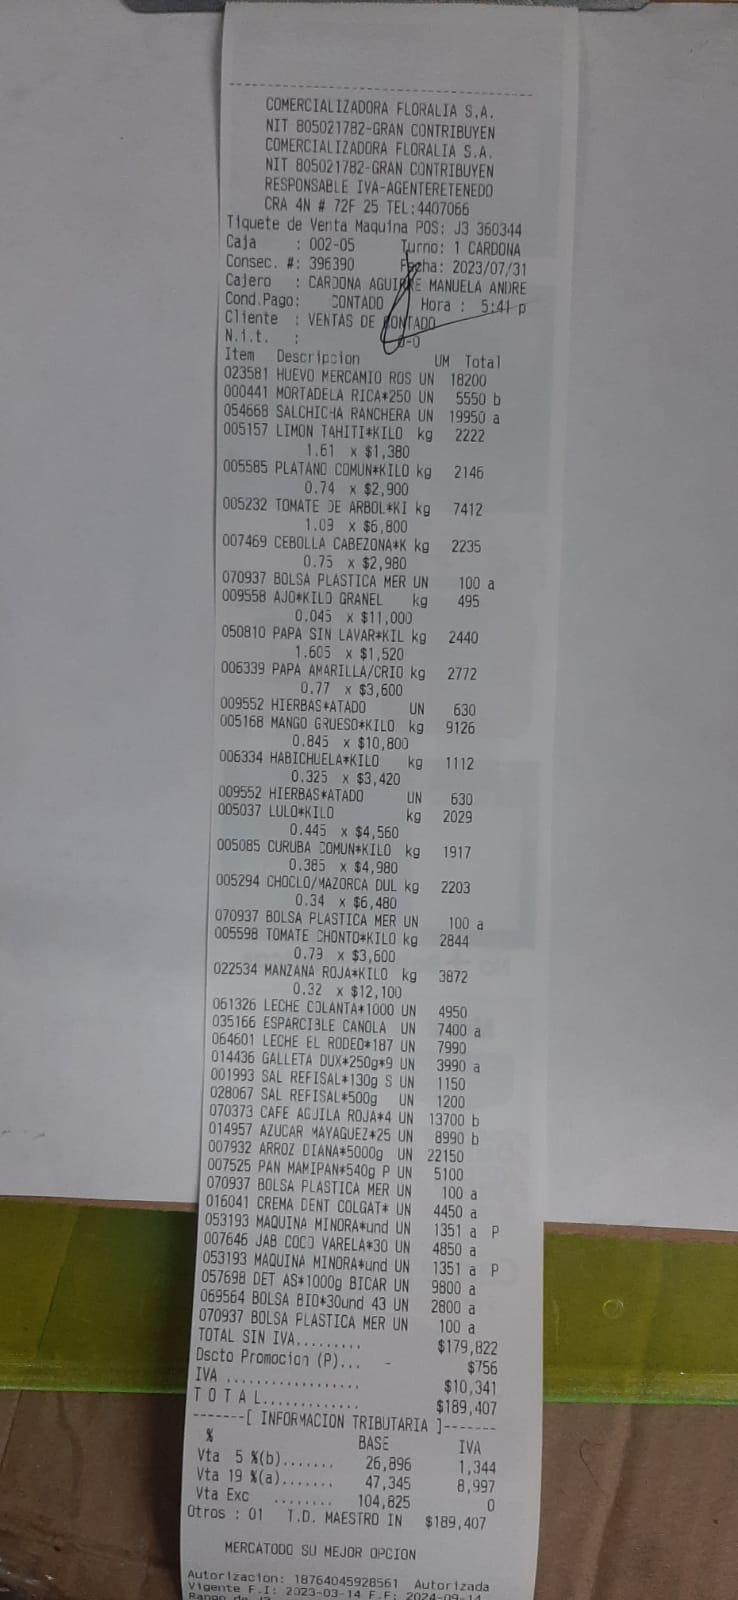 COMERCIALIZADORA FLORALIA S.A.
NIT 805021782-GRAN CONTRIBUYEN
COMERCIALIZADORA FLORALIA S.A.
NIT 805021782-GRAN CONTRIBUYEN
RESPONSABLE IVA-AGENTERETENEDO
CRA 4N # 72F 25 TEL:4407066
Tiquete de Venta Maquina POS: J3 360344
Caja : 002-05 Turno: 1 CARDONA
Consec. #: 396390 Fecha: 2023/07/31
Cajero : CARDONA AGUIRRE MANUELA ANDRE
Cond.Pago: CONTADO Hora : 5:41 p
Cliente : VENTAS DE CONTADO
N.i.t. : 0-0
Item Descripcion UM Total
023581 HUEVO MERCAMIO ROS UN 18200
000441 MORTADELA RICA*250 UN 5550 b
054668 SALCHICHA RANCHERA UN 19950 a
005157 LIMON TAHITI*KILO kg 2222
1.61 x $1,380
005585 PLATANO COMUN*KILO kg 2146
0.74 x $2,900
005232 TOMATE DE ARBOL*KI kg 7412
1.09 x $6,800
007469 CEBOLLA CABEZONA*K kg 2235
0.75 x $2,980
070937 BOLSA PLASTICA MER UN 100 a
009558 AJO*KILO GRANEL kg 495
0.045 x $11,000
050810 PAPA SIN LAVAR*KIL kg 2440
1.605 x $1,520
006339 PAPA AMARILLA/CRIO kg 2772
0.77 x $3,600
009552 HIERBAS*ATADO UN 630
005168 MANGO GRUESO*KILO kg 9126
0.845 x $10,800
006334 HABICHUELA*KILO kg 1112
0.325 x $3,420
009552 HIERBAS*ATADO UN 630
005037 LULO*KILO kg 2029
0.445 x $4,560
005085 CURUBA COMUN*KILO kg 1917
0.385 x $4,980
005294 CHOCLO/MAZORCA DUL kg 2203
0.34 x $6,480
070937 BOLSA PLASTICA MER UN 100 a
005598 TOMATE CHONTO*KILO kg 2844
0.79 x $3,600
022534 MANZANA ROJA*KILO kg 3872
0.32 x $12,100
061326 LECHE COLANTA*1000 UN 4950
035166 ESPARCIBLE CANOLA UN 7400 a
064601 LECHE EL RODEO*187 UN 7990
014436 GALLETA DUX*250g*9 UN 3990 a
001993 SAL REFISAL*130g S UN 1150
028067 SAL REFISAL*500g UN 1200
070373 CAFE AGUILA ROJA*4 UN 13700 b
014957 AZUCAR MAYAGUEZ*25 UN 8990 b
007932 ARROZ DIANA*5000g UN 22150
007525 PAN MAMIPAN*540g P UN 5100
070937 BOLSA PLASTICA MER UN 100 a
016041 CREMA DENT COLGAT* UN 4450 a
053193 MAQUINA MINORA*und UN 1351 a P
007646 JAB COCO VARELA*30 UN 4850 a
053193 MAQUINA MINORA*und UN 1351 a P
057698 DET AS*1000g BICAR UN 9800 a
069564 BOLSA BIO*30und 43 UN 2800 a
070937 BOLSA PLASTICA MER UN 100 a
TOTAL SIN IVA......... $179,822
Dscto Promocion (P)... - $756
IVA .................. $10,341
T O T A L............. $189,407
-------[ INFORMACION TRIBUTARIA ]-------
% BASE IVA
Vta 5 %(b)....... 26,896 1,344
Vta 19 %(a)....... 47,345 8,997
Vta Exc ........ 104,825 0
Otros : 01 T.D. MAESTRO IN $189,407
MERCATODO SU MEJOR OPCION
Autorizacion: 18764045928561 Autorizada
Vigente F.I: 2023-03-14 F.F: 2024-09-14